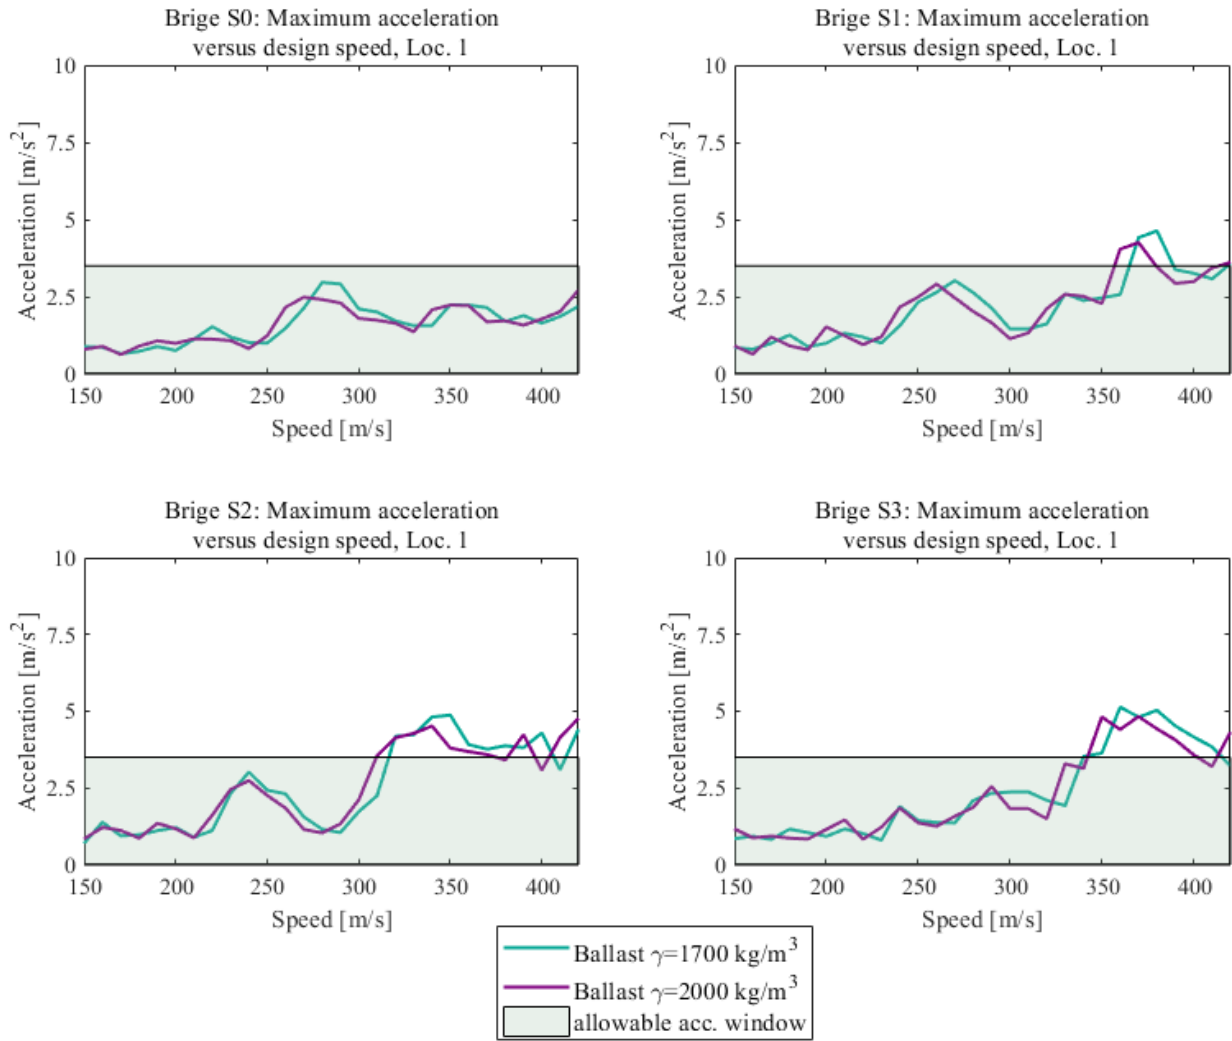 Brige S0: Maximum acceleration
versus design speed, Loc. 1
10
7.5
5
2.5
0
Acceleration [m/s²]
150 200 250 300 350 400
Speed [m/s]
Brige S1: Maximum acceleration
versus design speed, Loc. 1
10
7.5
5
2.5
0
Acceleration [m/s²]
150 200 250 300 350 400
Speed [m/s]
Brige S2: Maximum acceleration
versus design speed, Loc. 1
10
7.5
5
2.5
0
Acceleration [m/s²]
150 200 250 300 350 400
Speed [m/s]
Brige S3: Maximum acceleration
versus design speed, Loc. 1
10
7.5
5
2.5
0
Acceleration [m/s²]
150 200 250 300 350 400
Speed [m/s]
Ballast γ=1700 kg/m³
Ballast γ=2000 kg/m³
allowable acc. window